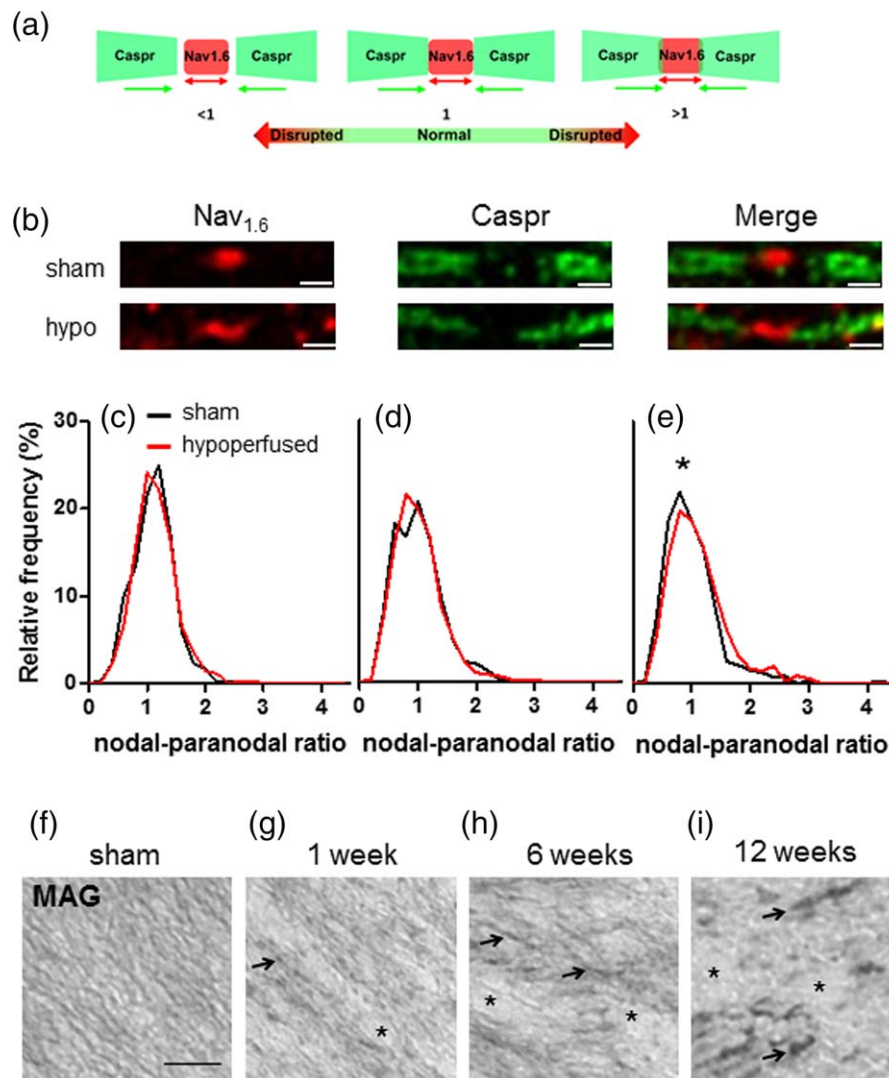 (a)
Caspr Nav1.6 Caspr Caspr Nav1.6 Caspr Caspr Nav1.6 Caspr
<1 1 >1
Disrupted Normal Disrupted
(b) Nav1.6 Caspr Merge
sham
hypo
(c) (d) (e)
sham
hypoperfused
*
Relative frequency (%)
30
20
10
0
0 1 2 3 4 0 1 2 3 4 0 1 2 3 4
nodal-paranodal ratio nodal-paranodal ratio nodal-paranodal ratio
(f) (g) (h) (i)
sham 1 week 6 weeks 12 weeks
MAG
* * * * *